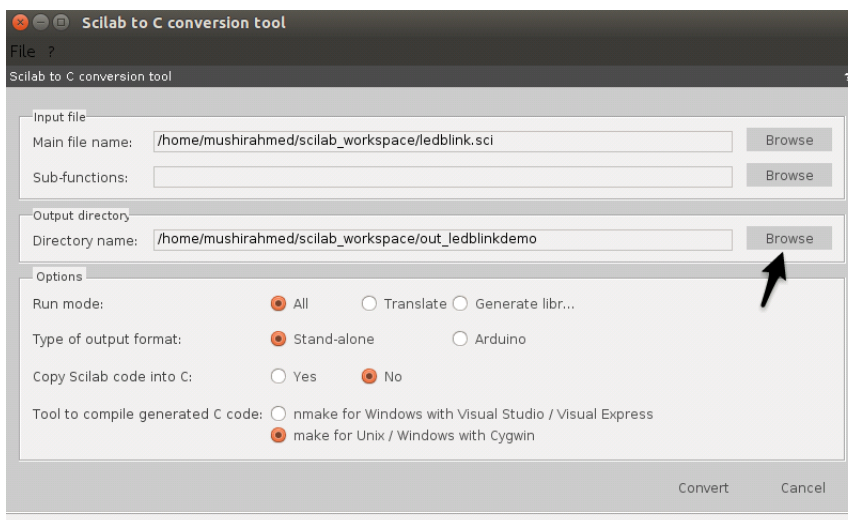 Scilab to C conversion tool
File ?
Scilab to C conversion tool ?
Input file
Main file name: /home/mushirahmed/scilab_workspace/ledblink.sci Browse
Sub-functions: Browse
Output directory
Directory name: /home/mushirahmed/scilab_workspace/out_ledblinkdemo Browse
Options
Run mode: All Translate Generate libr...
Type of output format: Stand-alone Arduino
Copy Scilab code into C: Yes No
Tool to compile generated C code: nmake for Windows with Visual Studio / Visual Express
make for Unix / Windows with Cygwin
Convert Cancel